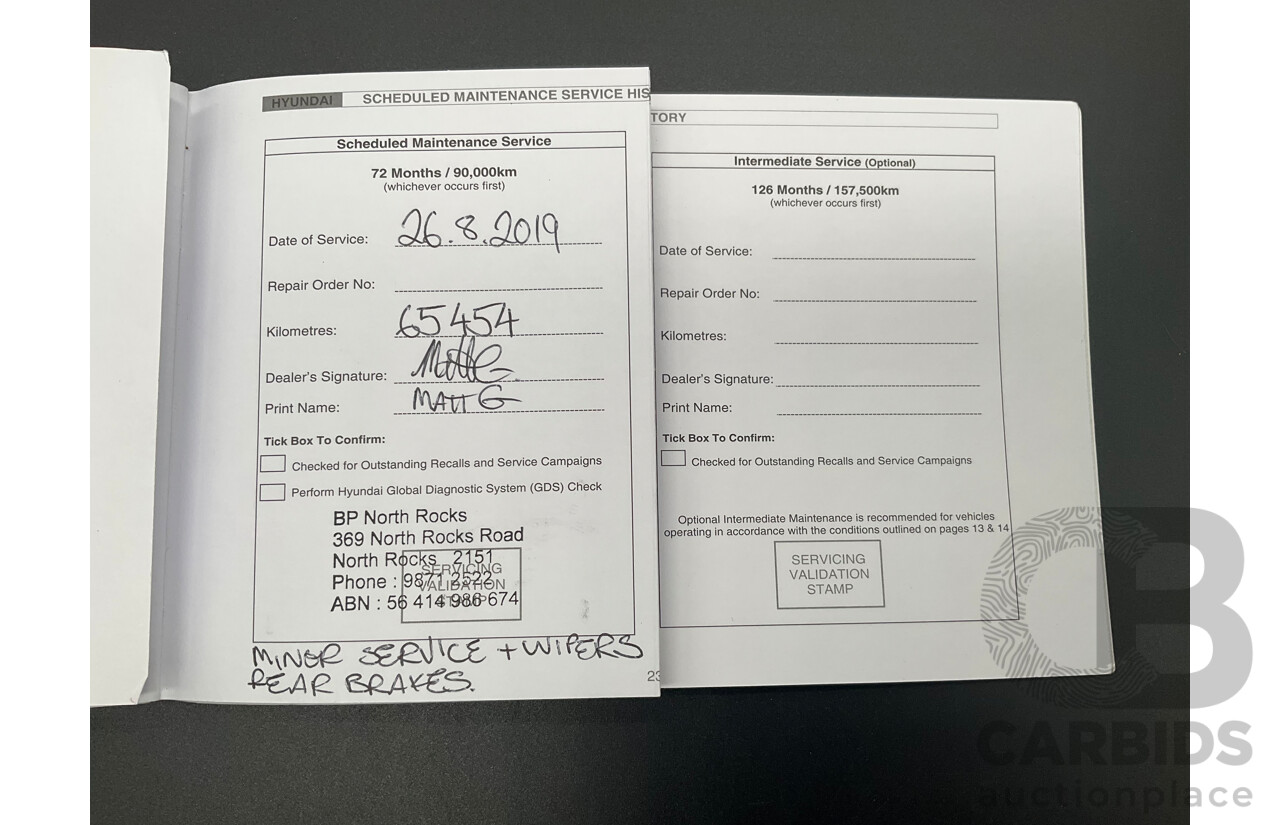 HYUNDAI SCHEDULED MAINTENANCE SERVICE HIS
Scheduled Maintenance Service
72 Months / 90,000km
(whichever occurs first)
Date of Service: 26.8.2019
Repair Order No:
Kilometres: 65454
Dealer's Signature: Matt G
Print Name: MATT G
Tick Box To Confirm:
Checked for Outstanding Recalls and Service Campaigns
Perform Hyundai Global Diagnostic System (GDS) Check
BP North Rocks
369 North Rocks Road
North Rocks 2151
Phone : 9871 2522
ABN : 56 414 986 674
SERVICING
VALIDATION
STAMP
MINOR SERVICE + WIPERS
REAR BRAKES.
23
TORY
Intermediate Service (Optional)
126 Months / 157,500km
(whichever occurs first)
Date of Service:
Repair Order No:
Kilometres:
Dealer's Signature:
Print Name:
Tick Box To Confirm:
Checked for Outstanding Recalls and Service Campaigns
Optional Intermediate Maintenance is recommended for vehicles
operating in accordance with the conditions outlined on pages 13 & 14
SERVICING
VALIDATION
STAMP
CARBIDS
auctionplace